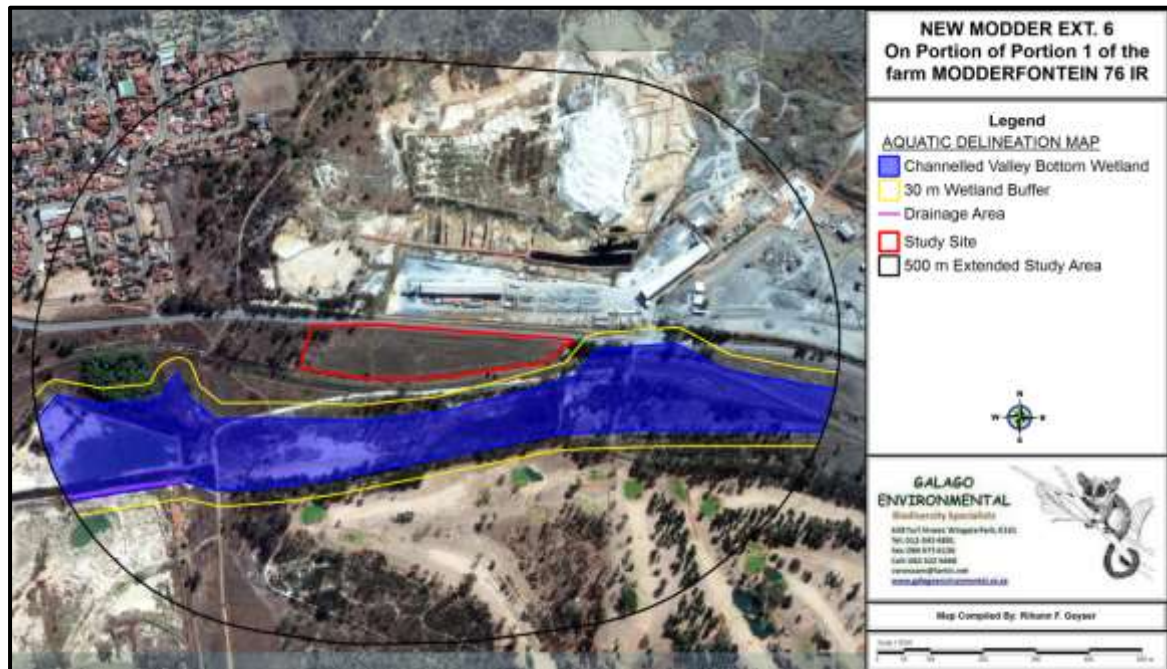 NEW MODDER EXT. 6
On Portion of Portion 1 of the
farm MODDERFONTEIN 76 IR
Legend
AQUATIC DELINEATION MAP
Channelled Valley Bottom Wetland
30 m Wetland Buffer
Drainage Area
Study Site
500 m Extended Study Area
N
W
S
GALAGO
ENVIRONMENTAL
Biodiversity Specialists
Map Compiled By: Rihann F. Geyser